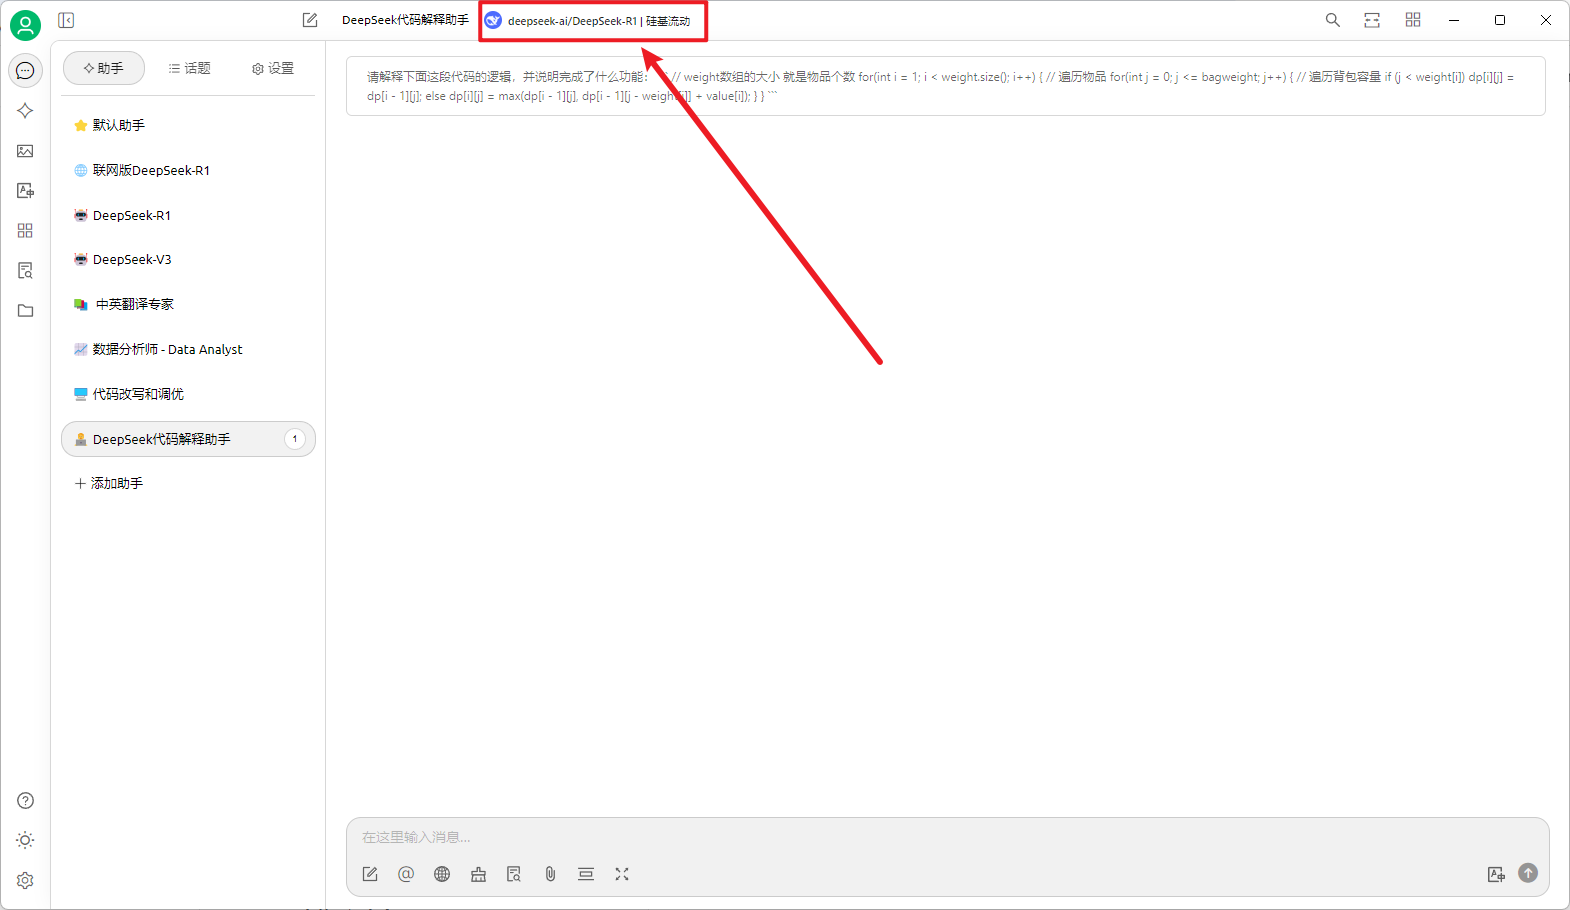 DeepSeek代码解释助手 deepseek-ai/DeepSeek-R1 | 硅基流动
助手 话题 设置
默认助手
联网版DeepSeek-R1
DeepSeek-R1
DeepSeek-V3
中英翻译专家
数据分析师 - Data Analyst
代码改写和调优
DeepSeek代码解释助手 1
添加助手
请解释下面这段代码的逻辑，并说明完成了什么功能： // weight数组的大小 就是物品个数 for(int i = 1; i < weight.size(); i++) { // 遍历物品 for(int j = 0; j <= bagweight; j++) { // 遍历背包容量 if (j < weight[i]) dp[i][j] =
dp[i - 1][j]; else dp[i][j] = max(dp[i - 1][j], dp[i - 1][j - weight[i]] + value[i]); } } ```
在这里输入消息...